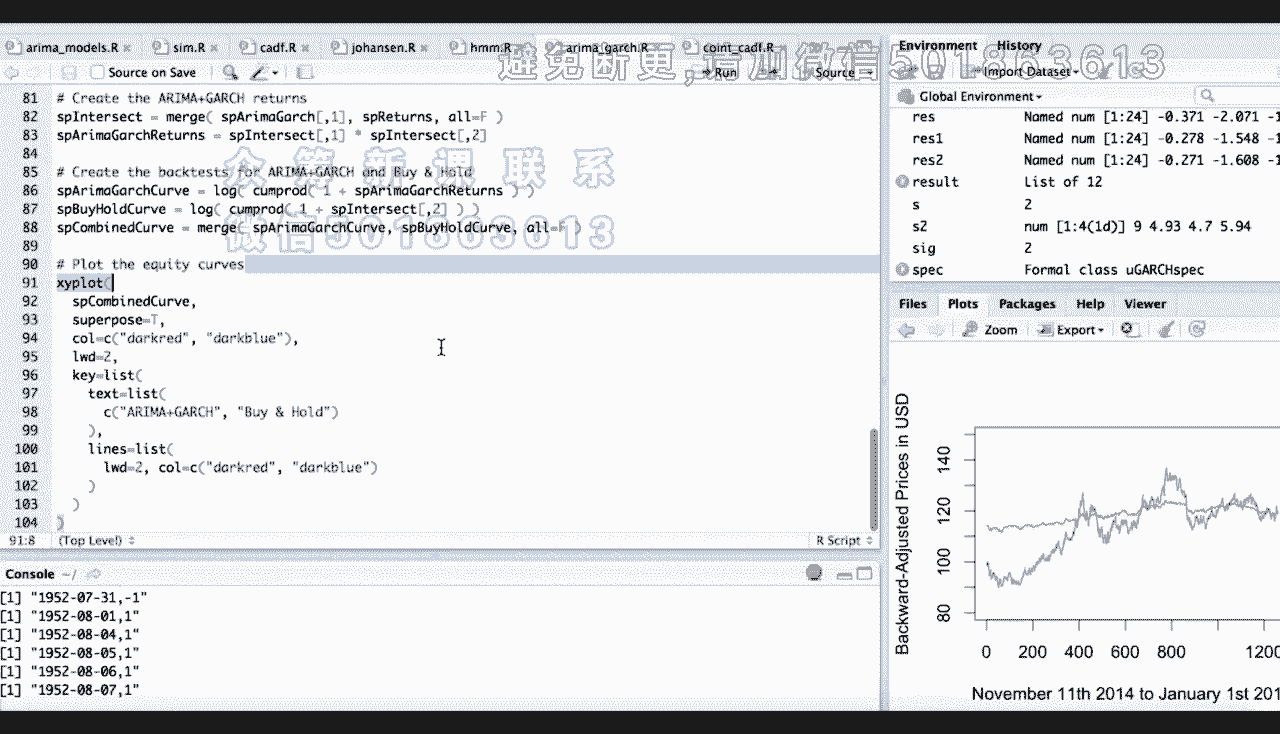 arima_models.R
sim.R
cadf.R
johansen.R
hmm.R
arima_garch.R
coint_cadf.R
避免断更,请加微信501863613
Source on Save
Run
Source
81 # Create the ARIMA+GARCH returns
82 spIntersect = merge( spArimaGarch[,1], spReturns, all=F )
83 spArimaGarchReturns = spIntersect[,1] * spIntersect[,2]
84
85 # Create the backtests for ARIMA+GARCH and Buy & Hold
86 spArimaGarchCurve = log( cumprod( 1 + spArimaGarchReturns ) )
87 spBuyHoldCurve = log( cumprod( 1 + spIntersect[,2] ) )
88 spCombinedCurve = merge( spArimaGarchCurve, spBuyHoldCurve, all=F )
89
90 # Plot the equity curves
91 xyplot(
92 spCombinedCurve,
93 superpose=T,
94 col=c("darkred", "darkblue"),
95 lwd=2,
96 key=list(
97 text=list(
98 c("ARIMA+GARCH", "Buy & Hold")
99 ),
100 lines=list(
101 lwd=2, col=c("darkred", "darkblue")
102 )
103 )
104 )
众筹新课联系
微信501863613
91:8 (Top Level) R Script
Console ~/
[1] "1952-07-31,-1"
[1] "1952-08-01,1"
[1] "1952-08-04,1"
[1] "1952-08-05,1"
[1] "1952-08-06,1"
[1] "1952-08-07,1"
Environment History
Import Dataset
Global Environment
res Named num [1:24] -0.371 -2.071 -1
res1 Named num [1:24] -0.278 -1.548 -1
res2 Named num [1:24] -0.271 -1.608 -1
result List of 12
s 2
s2 num [1:4(1d)] 9 4.93 4.7 5.94
sig 2
spec Formal class uGARCHspec
Files Plots Packages Help Viewer
Zoom Export
Backward-Adjusted Prices in USD
140
120
100
80
0 200 400 600 800 1200
November 11th 2014 to January 1st 201